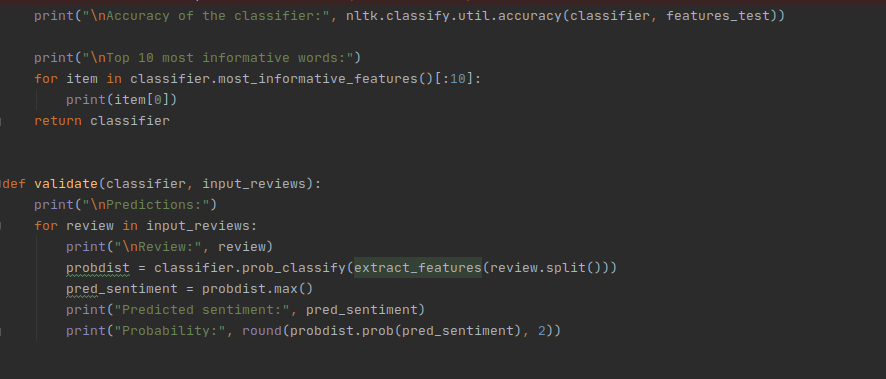 print("\nAccuracy of the classifier:", nltk.classify.util.accuracy(classifier, features_test))
print("\nTop 10 most informative words:")
for item in classifier.most_informative_features()[:10]:
print(item[0])
return classifier
def validate(classifier, input_reviews):
print("\nPredictions:")
for review in input_reviews:
print("\nReview:", review)
probdist = classifier.prob_classify(extract_features(review.split()))
pred_sentiment = probdist.max()
print("Predicted sentiment:", pred_sentiment)
print("Probability:", round(probdist.prob(pred_sentiment), 2))